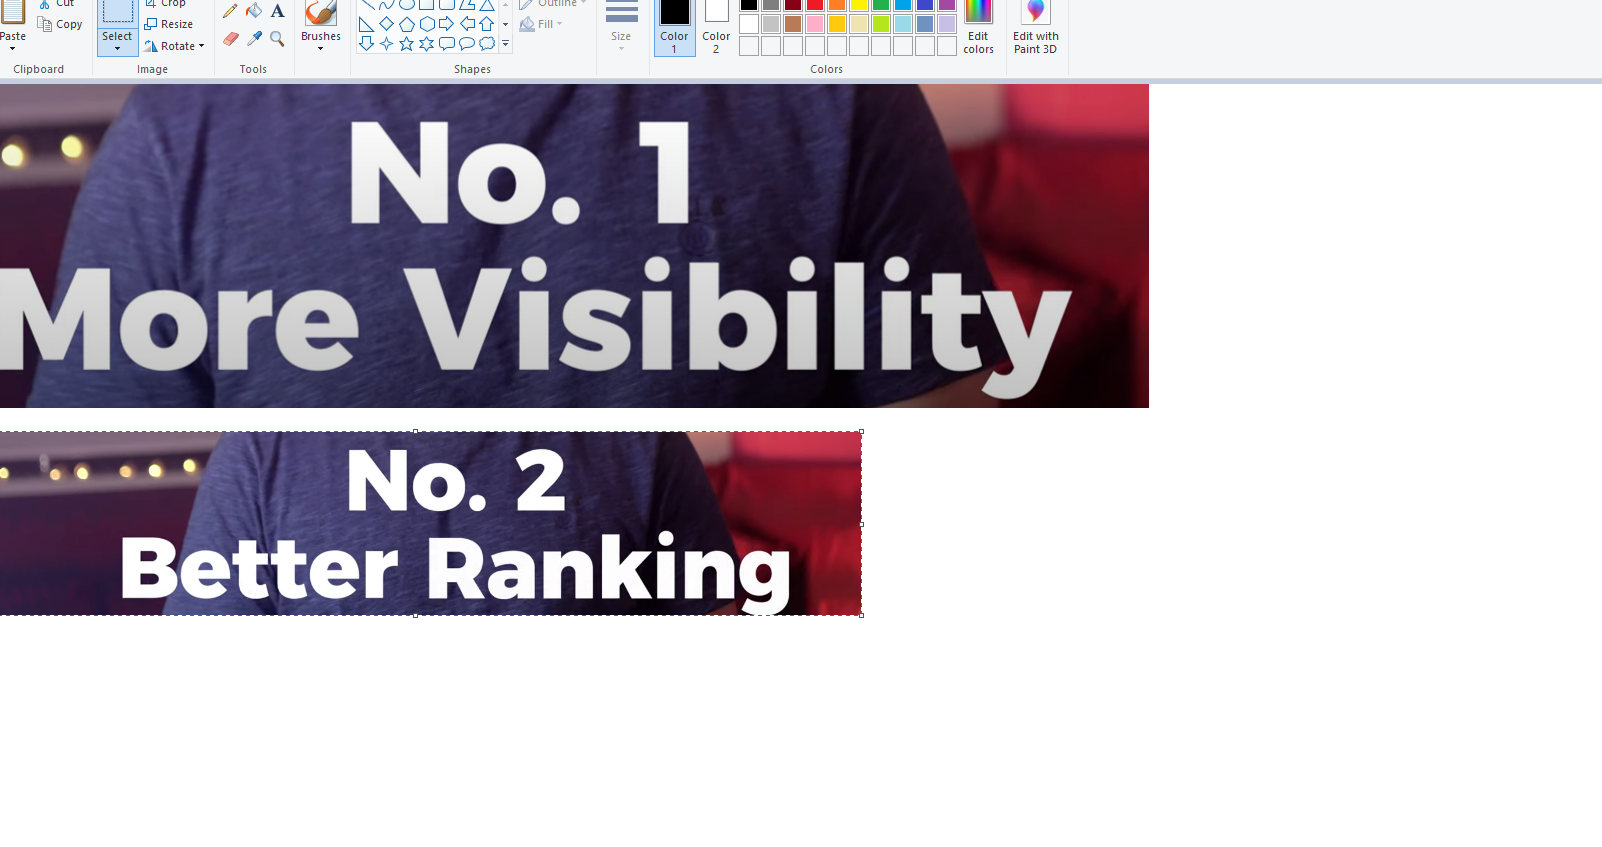 Cut
Crop
Outline
Paste
Copy
Select
Resize
Rotate
Brushes
Fill
Size
Color 1
Color 2
Edit colors
Edit with Paint 3D
Clipboard
Image
Tools
Shapes
Colors
No. 1
More Visibility
No. 2
Better Ranking